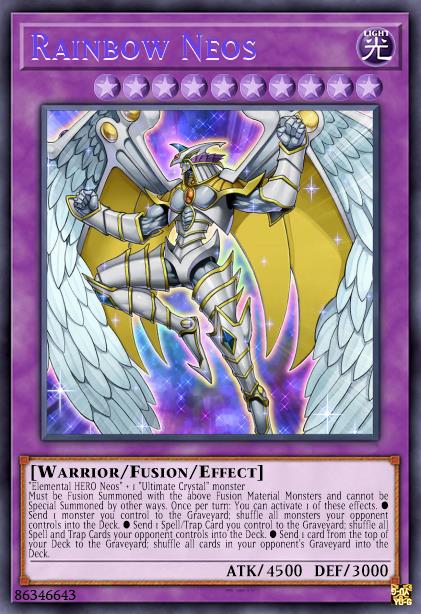 Rainbow Neos
LIGHT
光
[Warrior/Fusion/Effect]
"Elemental HERO Neos" + 1 "Ultimate Crystal" monster
Must be Fusion Summoned with the above Fusion Material Monsters and cannot be
Special Summoned by other ways. Once per turn: You can activate 1 of these effects. ●
Send 1 monster you control to the Graveyard; shuffle all monsters your opponent
controls into the Deck. ● Send 1 Spell/Trap Card you control to the Graveyard; shuffle all
Spell and Trap Cards your opponent controls into the Deck. ● Send 1 card from the top
of your Deck to the Graveyard; shuffle all cards in your opponent's Graveyard into the
Deck.
ATK/4500 DEF/3000
86346643